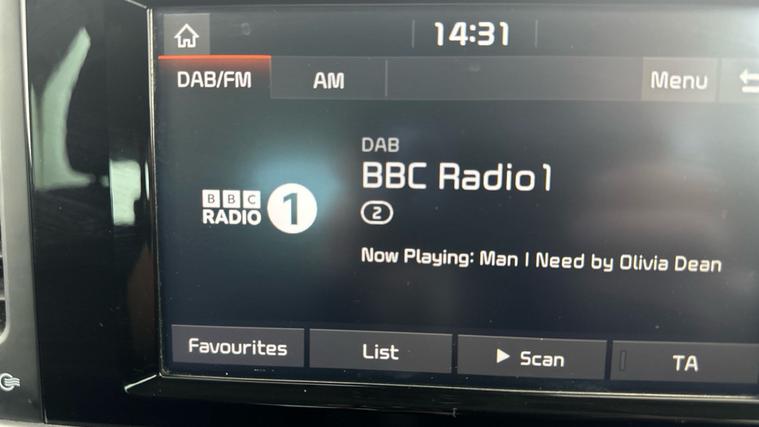 14:31
DAB/FM AM Menu
DAB
BBC Radio 1
BBC
RADIO 1
2
Now Playing: Man I Need by Olivia Dean
Favourites List Scan TA